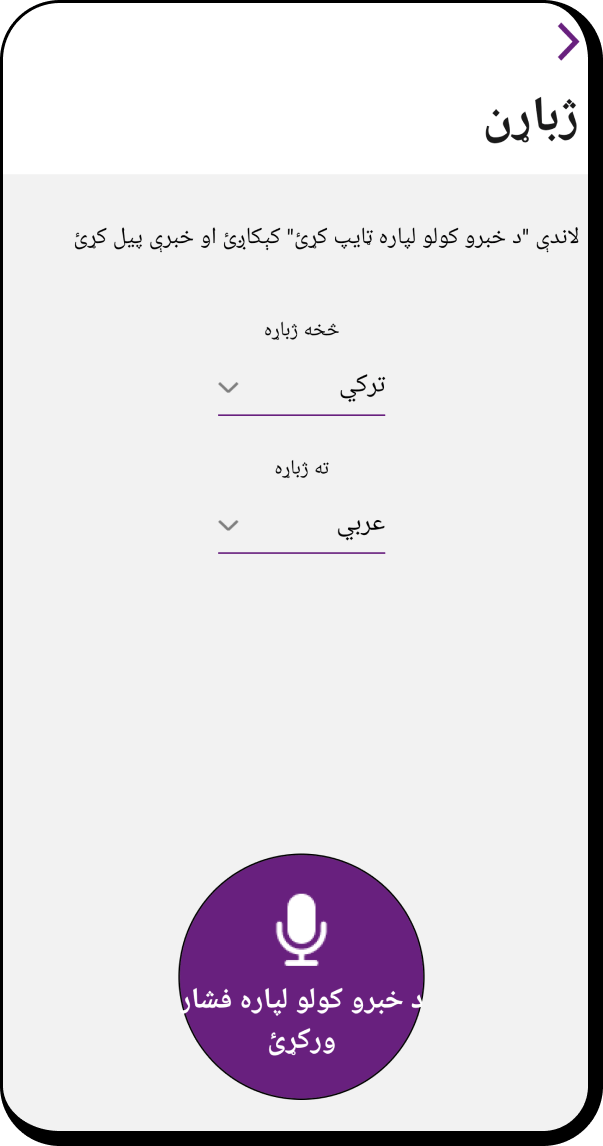 ژباړن
لاندې "د خبرو کولو لپاره ټایپ کړئ" کېکاږئ او خبرې پیل کړئ
څخه ژباړه
ترکي
ته ژباړه
عربي
د خبرو کولو لپاره فشار
ورکړئ